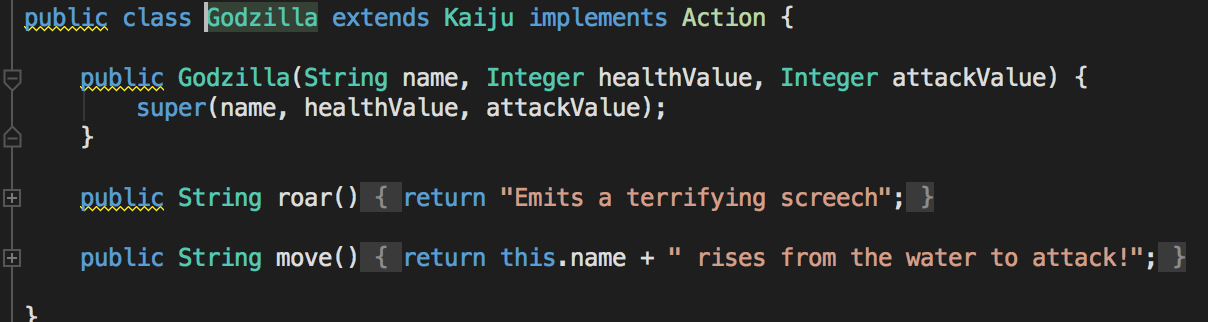 public class Godzilla extends Kaiju implements Action {
public Godzilla(String name, Integer healthValue, Integer attackValue) {
super(name, healthValue, attackValue);
}
public String roar() { return "Emits a terrifying screech"; }
public String move() { return this.name + " rises from the water to attack!"; }
}